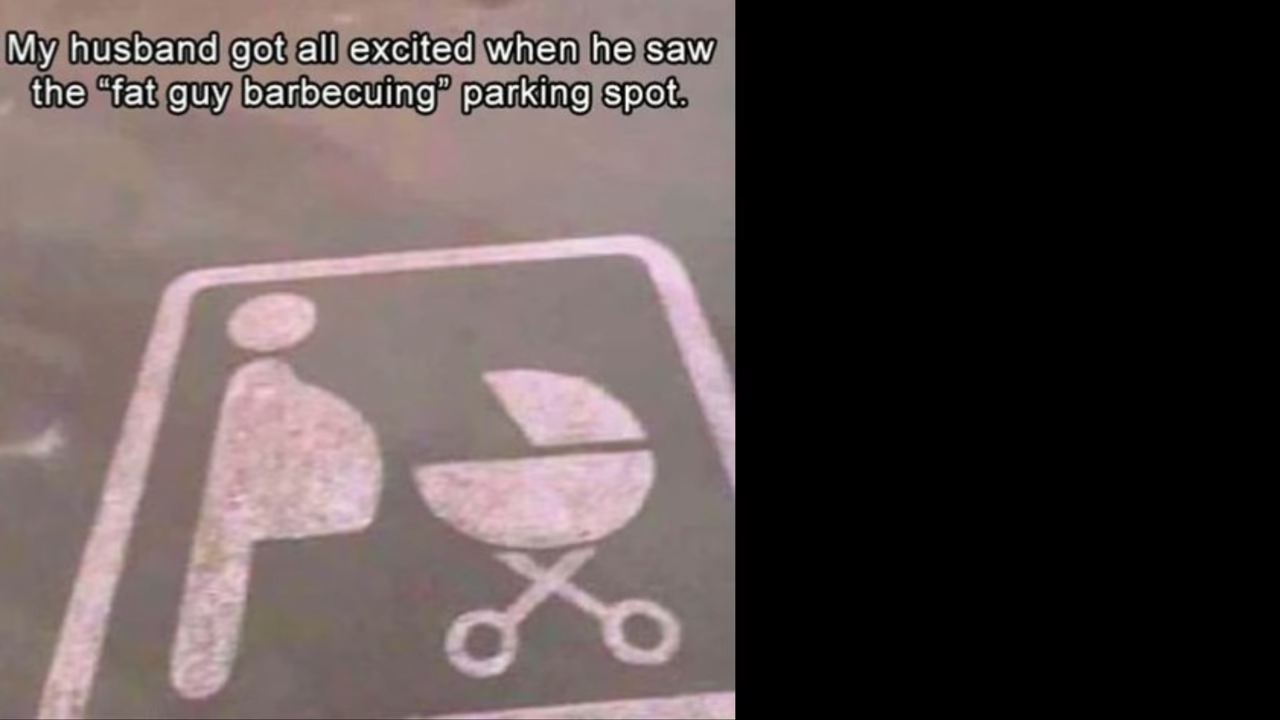 My husband got all excited when he saw
the “fat guy barbecuing” parking spot.